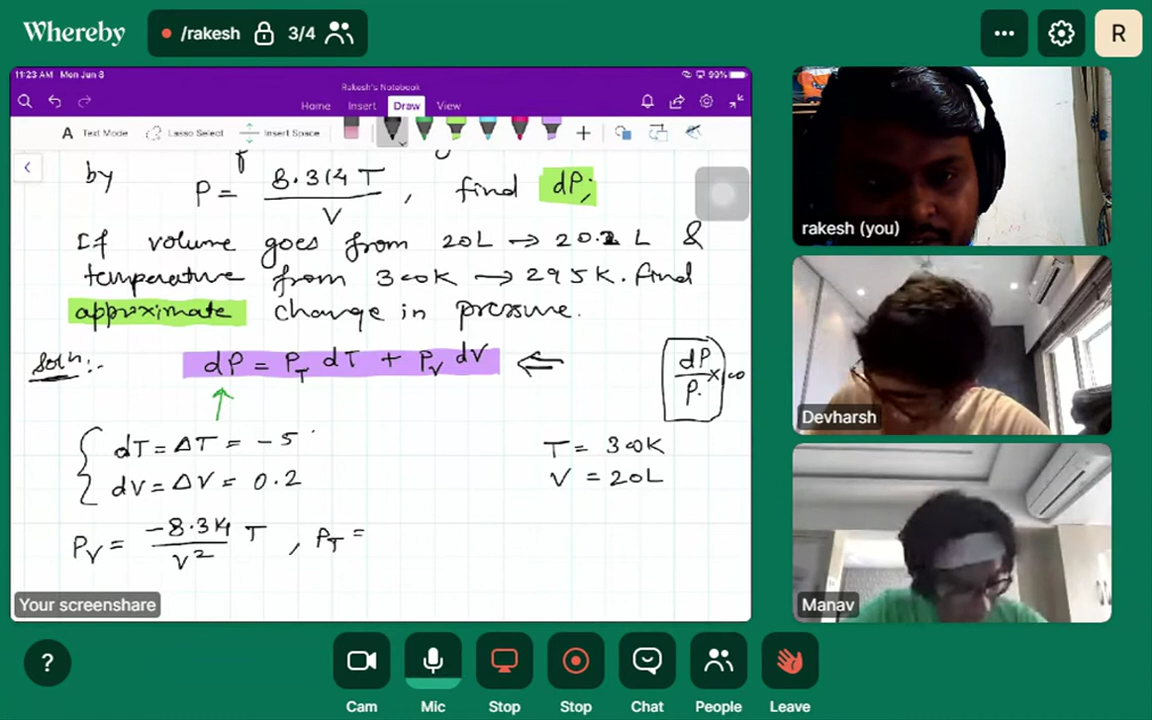 Whereby
/rakesh 3/4
R
11:23 AM Mon Jun 8
99%
Rakesh's Notebook
Home Insert Draw View
A Text Mode Lasso Select Insert Space
by P = 8.314 T / V , find dP;
If volume goes from 20L → 20.2 L &
temperature from 300K → 295K. Find
approximate change in pressure.
Soln:- dP = P_T dT + P_V dV ⇐
dP/P × 100
dT = ΔT = -5
T = 300K
dV = ΔV = 0.2
V = 20L
P_V = -8.314/V² T , P_T =
Your screenshare
rakesh (you)
Devharsh
Manav
?
Cam Mic Stop Stop Chat People Leave